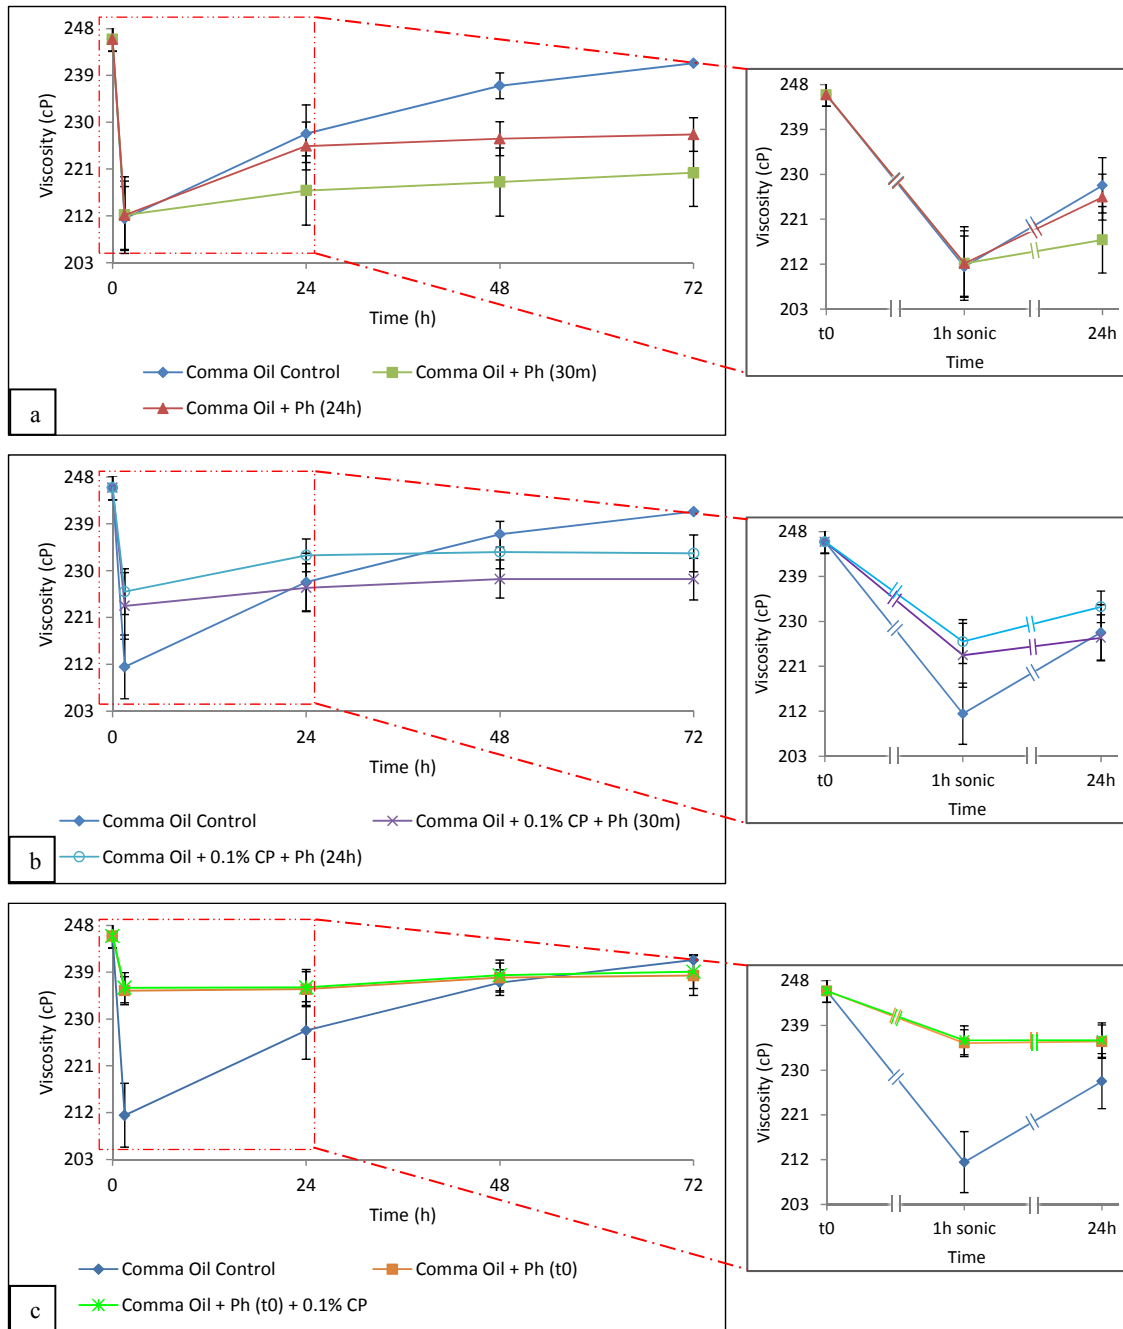 248
239
230
221
212
203
Viscosity (cP)
0 24 48 72
Time (h)
Comma Oil Control
Comma Oil + Ph (30m)
Comma Oil + Ph (24h)
a
248
239
230
221
212
203
Viscosity (cP)
t0 1h sonic 24h
Time
248
239
230
221
212
203
Viscosity (cP)
0 24 48 72
Time (h)
Comma Oil Control
Comma Oil + 0.1% CP + Ph (30m)
Comma Oil + 0.1% CP + Ph (24h)
b
248
239
230
221
212
203
Viscosity (cP)
t0 1h sonic 24h
Time
248
239
230
221
212
203
Viscosity (cP)
0 24 48 72
Time (h)
Comma Oil Control
Comma Oil + Ph (t0)
Comma Oil + Ph (t0) + 0.1% CP
c
248
239
230
221
212
203
Viscosity (cP)
t0 1h sonic 24h
Time